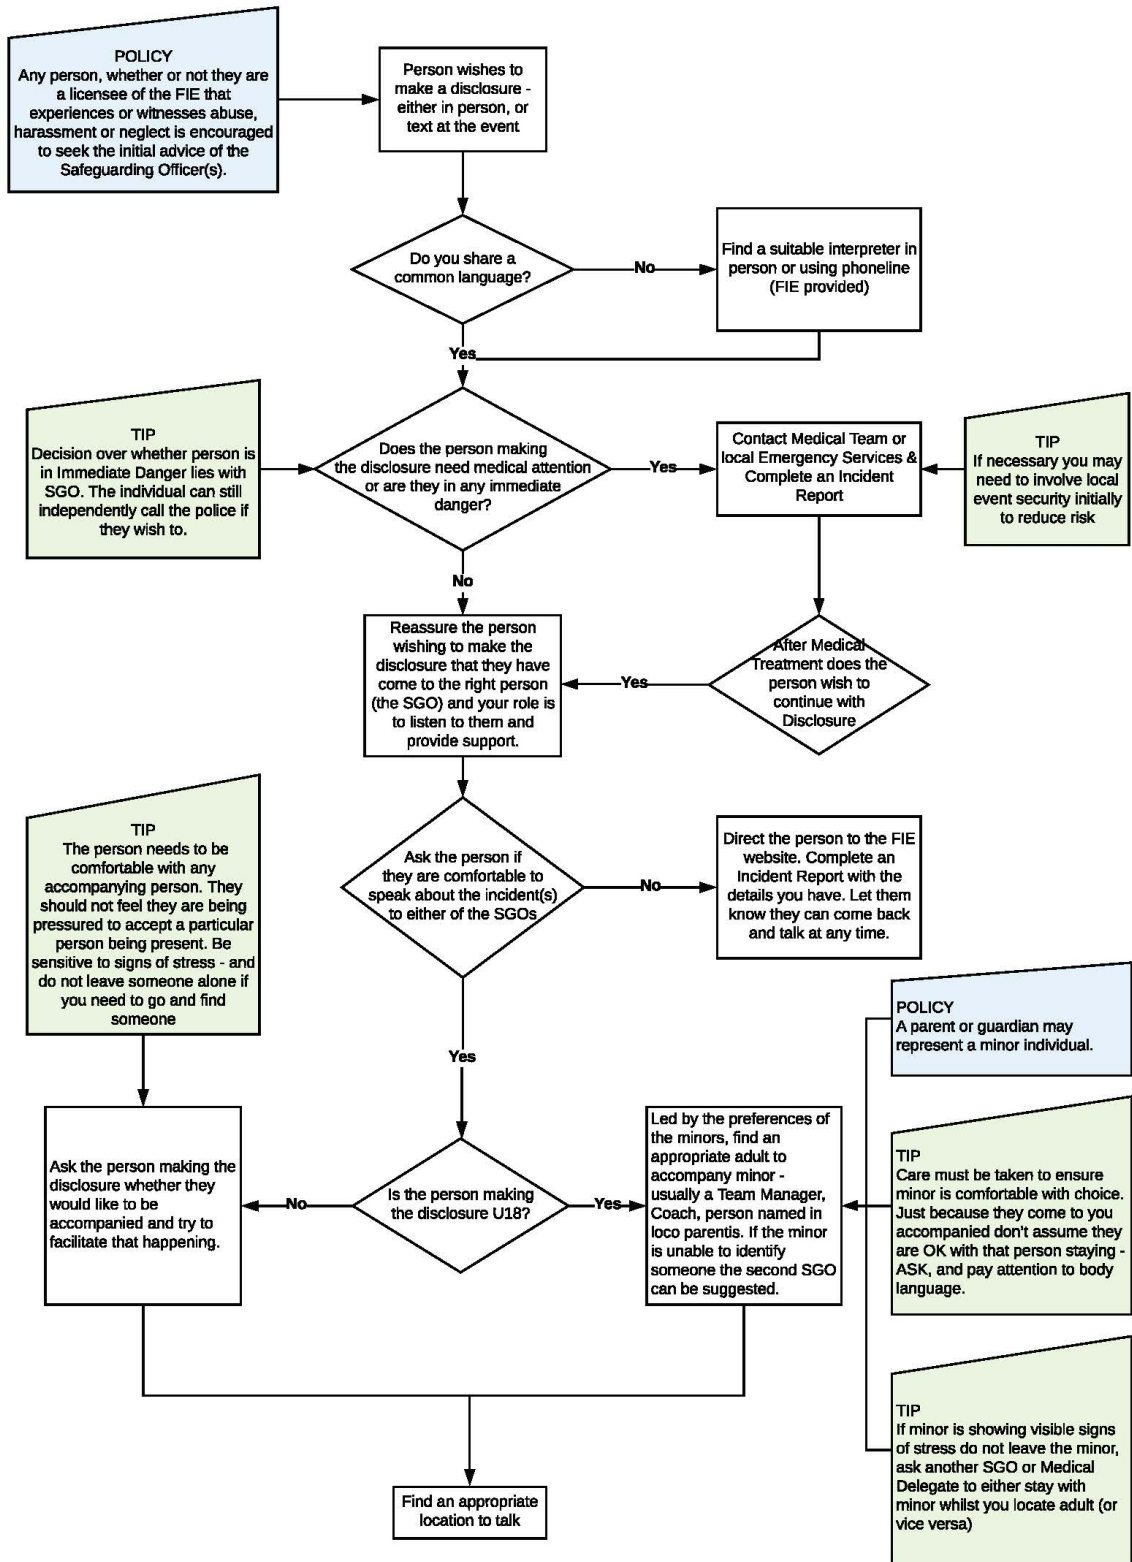 POLICY
Any person, whether or not they are
a licensee of the FIE that
experiences or witnesses abuse,
harassment or neglect is encouraged
to seek the initial advice of the
Safeguarding Officer(s).
Person wishes to
make a disclosure -
either in person, or
text at the event
Do you share a
common language?
No
Find a suitable interpreter in
person or using phoneline
(FIE provided)
Yes
TIP
Decision over whether person is
in Immediate Danger lies with
SGO. The individual can still
independently call the police if
they wish to.
Does the person making
the disclosure need medical attention
or are they in any immediate
danger?
Yes
Contact Medical Team or
local Emergency Services &
Complete an Incident
Report
TIP
If necessary you may
need to involve local
event security initially
to reduce risk
No
Reassure the person
wishing to make the
disclosure that they have
come to the right person
(the SGO) and your role is
to listen to them and
provide support.
Yes
After Medical
Treatment does the
person wish to
continue with
Disclosure
TIP
The person needs to be
comfortable with any
accompanying person. They
should not feel they are being
pressured to accept a particular
person being present. Be
sensitive to signs of stress - and
do not leave someone alone if
you need to go and find
someone
Ask the person if
they are comfortable to
speak about the incident(s)
to either of the SGOs
No
Direct the person to the FIE
website. Complete an
Incident Report with the
details you have. Let them
know they can come back
and talk at any time.
Yes
POLICY
A parent or guardian may
represent a minor individual.
Ask the person making the
disclosure whether they
would like to be
accompanied and try to
facilitate that happening.
No
Is the person making
the disclosure U18?
Yes
Led by the preferences of
the minors, find an
appropriate adult to
accompany minor -
usually a Team Manager,
Coach, person named in
loco parentis. If the minor
is unable to identify
someone the second SGO
can be suggested.
TIP
Care must be taken to ensure
minor is comfortable with choice.
Just because they come to you
accompanied don't assume they
are OK with that person staying -
ASK, and pay attention to body
language.
TIP
If minor is showing visible signs
of stress do not leave the minor,
ask another SGO or Medical
Delegate to either stay with
minor whilst you locate adult (or
vice versa)
Find an appropriate
location to talk